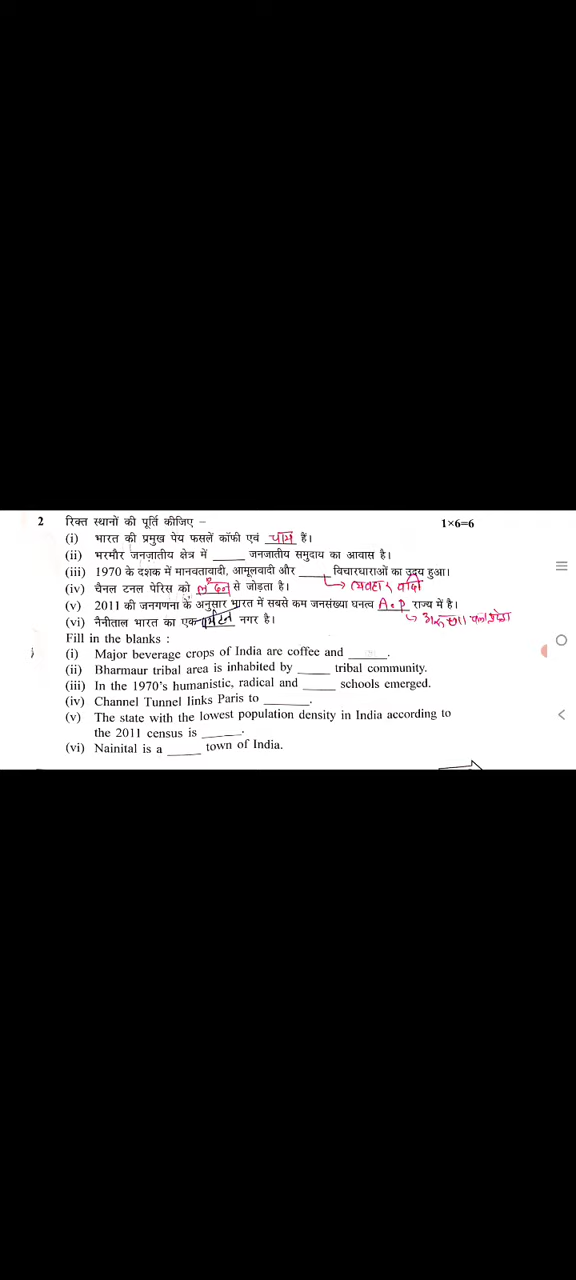 2 रिक्त स्थानों की पूर्ति कीजिए – 1×6=6
(i) भारत की प्रमुख पेय फसलें कॉफी एवं चाय हैं।
(ii) भरमौर जनजातीय क्षेत्र में _____ जनजातीय समुदाय का आवास है।
(iii) 1970 के दशक में मानवतावादी, आमूलवादी और _____ विचारधाराओं का उदय हुआ।
(iv) चैनल टनल पेरिस को लंदन से जोड़ता है। → व्यवहारवादी
(v) 2011 की जनगणना के अनुसार भारत में सबसे कम जनसंख्या घनत्व A.P राज्य में है।
(vi) नैनीताल भारत का एक पर्यटन नगर है।
Fill in the blanks :
(i) Major beverage crops of India are coffee and _____.
(ii) Bharmaur tribal area is inhabited by _____ tribal community.
(iii) In the 1970's humanistic, radical and _____ schools emerged.
(iv) Channel Tunnel links Paris to _____.
(v) The state with the lowest population density in India according to
the 2011 census is _____.
(vi) Nainital is a _____ town of India.